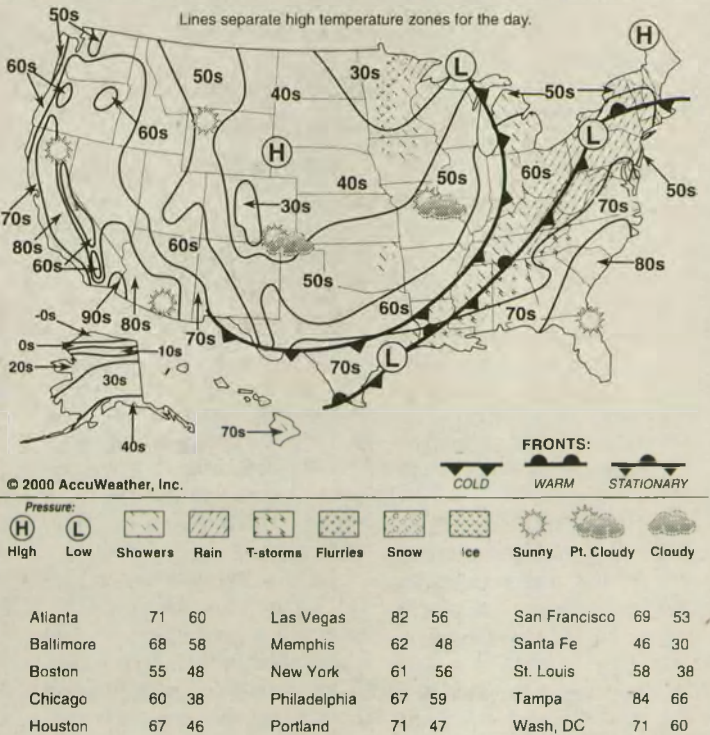 Lines separate high temperature zones for the day.
50s
60s
50s
40s
30s
L
H
50s
60s
H
L
40s
50s
60s
50s
30s
70s
70s
80s
60s
60s
80s
50s
60s
90s
80s
70s
70s
70s
L
-0s
0s
10s
20s
30s
40s
70s
FRONTS:
© 2000 AccuWeather, Inc.
COLD WARM STATIONARY
Pressure:
H L
High Low Showers Rain T-storms Flurries Snow Ice Sunny Pt. Cloudy Cloudy
Atlanta 71 60 Las Vegas 82 56 San Francisco 69 53
Baltimore 68 58 Memphis 62 48 Santa Fe 46 30
Boston 55 48 New York 61 56 St. Louis 58 38
Chicago 60 38 Philadelphia 67 59 Tampa 84 66
Houston 67 46 Portland 71 47 Wash, DC 71 60